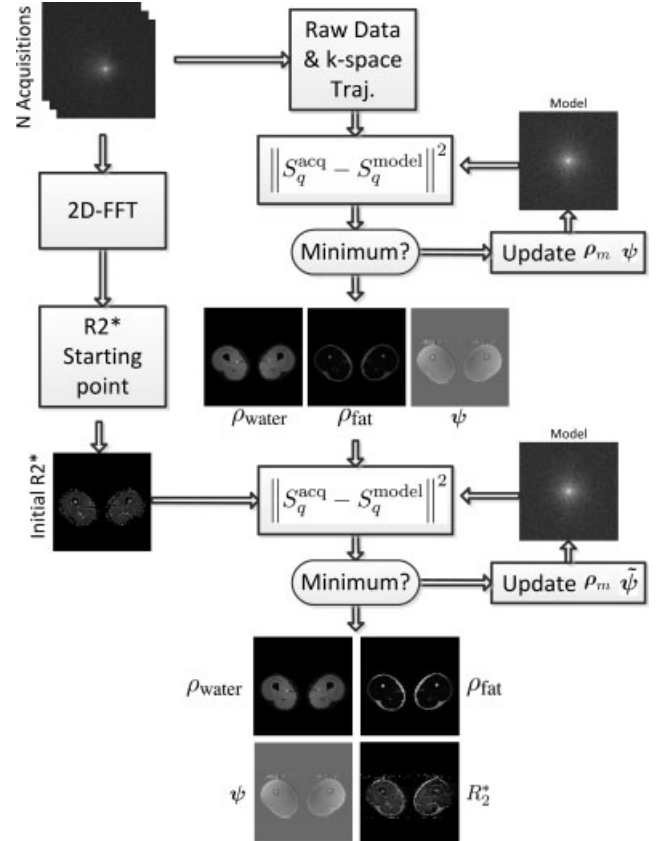 N Acquisitions
Raw Data
& k-space
Traj.
Model
‖S_q^acq − S_q^model‖²
2D-FFT
Minimum?
Update ρ_m ψ
R2*
Starting
point
ρ_water
ρ_fat
ψ
Model
Initial R2*
‖S_q^acq − S_q^model‖²
Minimum?
Update ρ_m ψ̃
ρ_water
ρ_fat
ψ
R_2^*